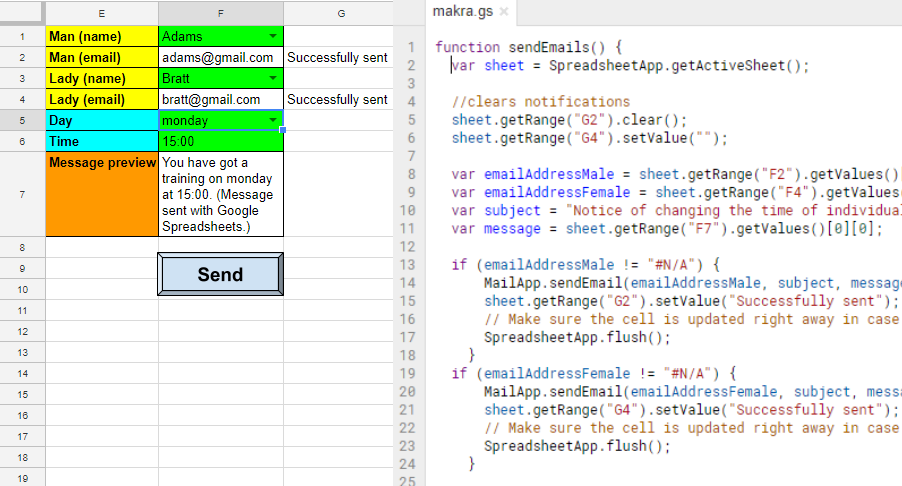 E F G
1 Man (name) Adams
2 Man (email) adams@gmail.com Successfully sent
3 Lady (name) Bratt
4 Lady (email) bratt@gmail.com Successfully sent
5 Day monday
6 Time 15:00
7 Message preview You have got a
training on monday
at 15:00. (Message
sent with Google
Spreadsheets.)
8
9 Send
10
11
12
13
14
15
16
17
18
19
makra.gs ×
1 function sendEmails() {
2 var sheet = SpreadsheetApp.getActiveSheet();
3
4 //clears notifications
5 sheet.getRange("G2").clear();
6 sheet.getRange("G4").setValue("");
7
8 var emailAddressMale = sheet.getRange("F2").getValues()[
9 var emailAddressFemale = sheet.getRange("F4").getValues(
10 var subject = "Notice of changing the time of individual
11 var message = sheet.getRange("F7").getValues()[0][0];
12
13 if (emailAddressMale != "#N/A") {
14 MailApp.sendEmail(emailAddressMale, subject, message
15 sheet.getRange("G2").setValue("Successfully sent");
16 // Make sure the cell is updated right away in case
17 SpreadsheetApp.flush();
18 }
19 if (emailAddressFemale != "#N/A") {
20 MailApp.sendEmail(emailAddressFemale, subject, messa
21 sheet.getRange("G4").setValue("Successfully sent");
22 // Make sure the cell is updated right away in case
23 SpreadsheetApp.flush();
24 }
25